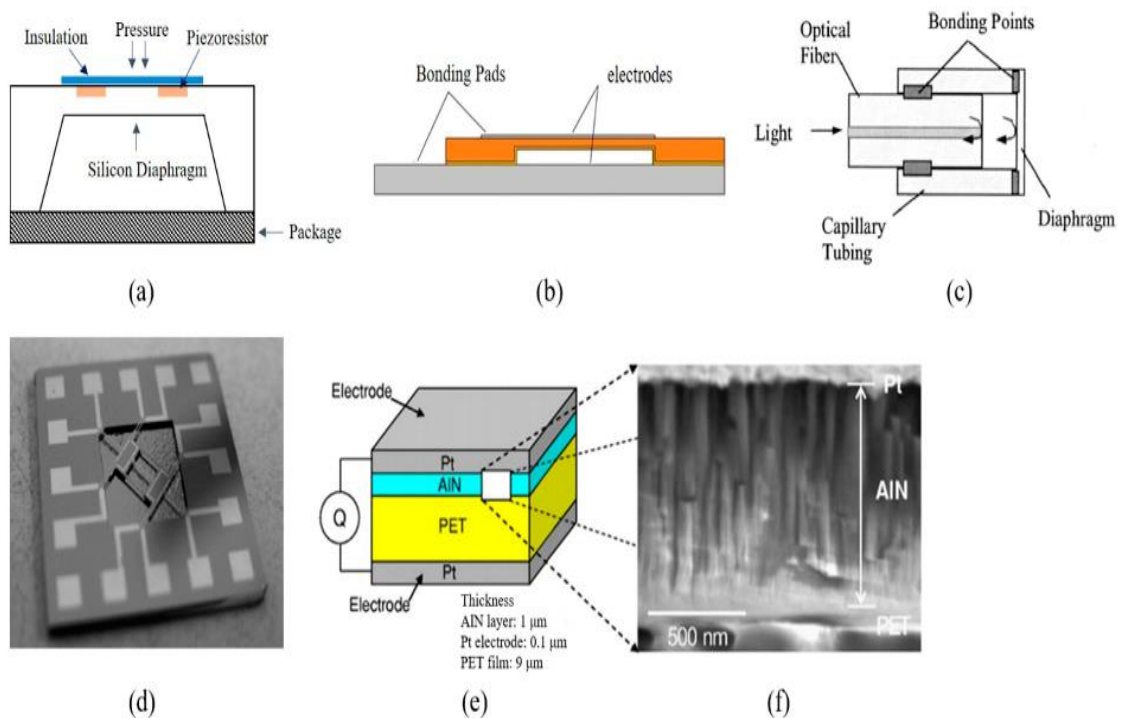 Insulation
Pressure
Piezoresistor
Silicon Diaphragm
Package
(a)
Bonding Pads
electrodes
(b)
Optical
Fiber
Bonding Points
Light
Capillary
Tubing
Diaphragm
(c)
(d)
Electrode
Pt
AlN
PET
Pt
Q
Electrode
Thickness
AlN layer: 1 μm
Pt electrode: 0.1 μm
PET film: 9 μm
(e)
Pt
AlN
500 nm
PET
(f)